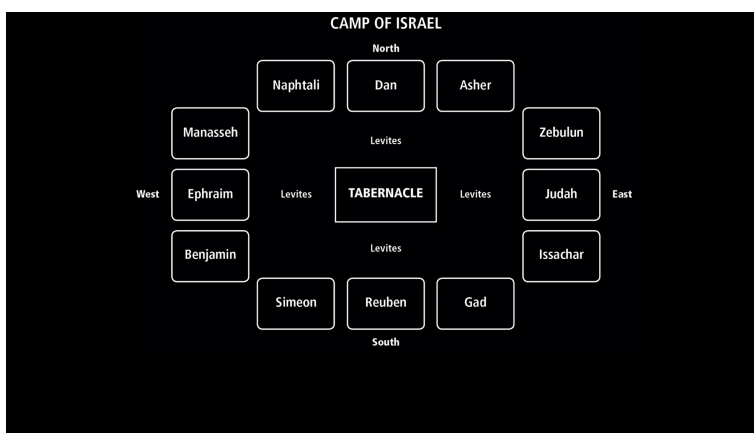 CAMP OF ISRAEL
North
Naphtali Dan Asher
Manasseh Levites Zebulun
West Ephraim Levites TABERNACLE Levites Judah East
Benjamin Levites Issachar
Simeon Reuben Gad
South